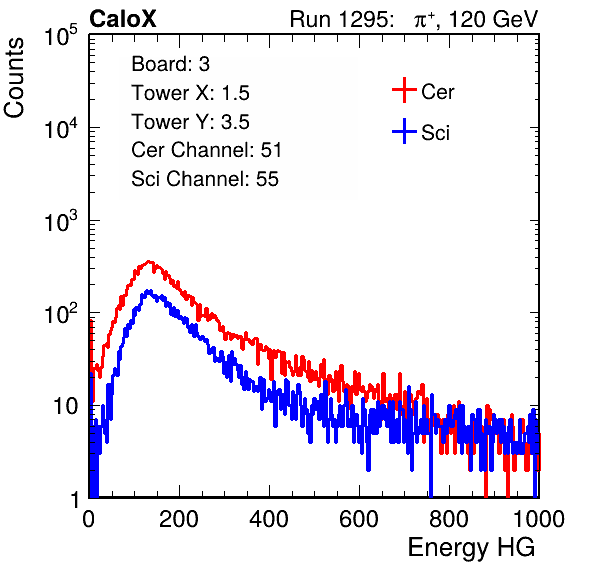 CaloX Run 1295: π⁺, 120 GeV
Counts
10⁵
10⁴
10³
10²
10
1
Board: 3
Tower X: 1.5
Tower Y: 3.5
Cer Channel: 51
Sci Channel: 55
Cer
Sci
0 200 400 600 800 1000
Energy HG